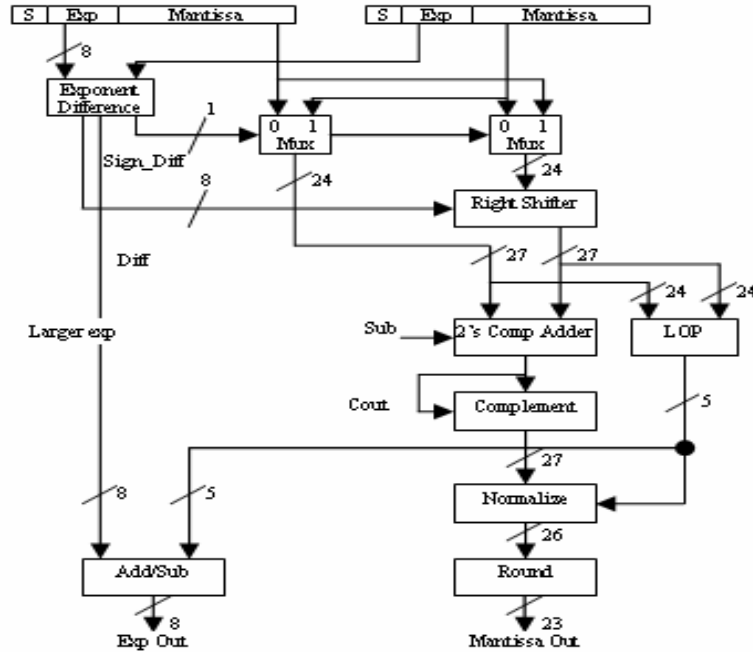 S Exp Mantissa S Exp Mantissa
8
Exponent
Difference
1
0 1
Mux
0 1
Mux
Sign_Diff
24
24
8
Right Shifter
Diff
27
27
24
24
Larger exp
Sub
2's Comp Adder
LOP
Cout
Complement
5
27
8
5
Normalize
26
Add/Sub
Round
8
23
Exp Out
Mantissa Out